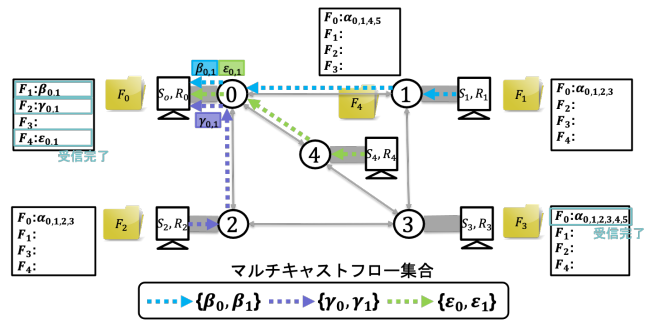 F₀:α₀,₁,₄,₅
F₁:
F₂:
F₃:
β₀,₁
ε₀,₁
F₁:β₀.₁
F₂:γ₀.₁
F₃:
F₄:ε₀.₁
受信完了
F₀
S₀, R₀
0
γ₀,₁
F₄
1
S₁, R₁
F₁
F₀:α₀,₁,₂,₃
F₂:
F₃:
F₄:
4
S₄, R₄
F₀:α₀,₁,₂,₃
F₁:
F₃:
F₄:
F₂
S₂, R₂
2
3
S₃, R₃
F₃
F₀:α₀,₁,₂,₃,₄,₅
受信完了
F₁:
F₂:
F₄:
マルチキャストフロー集合
{β₀, β₁} {γ₀, γ₁} {ε₀, ε₁}